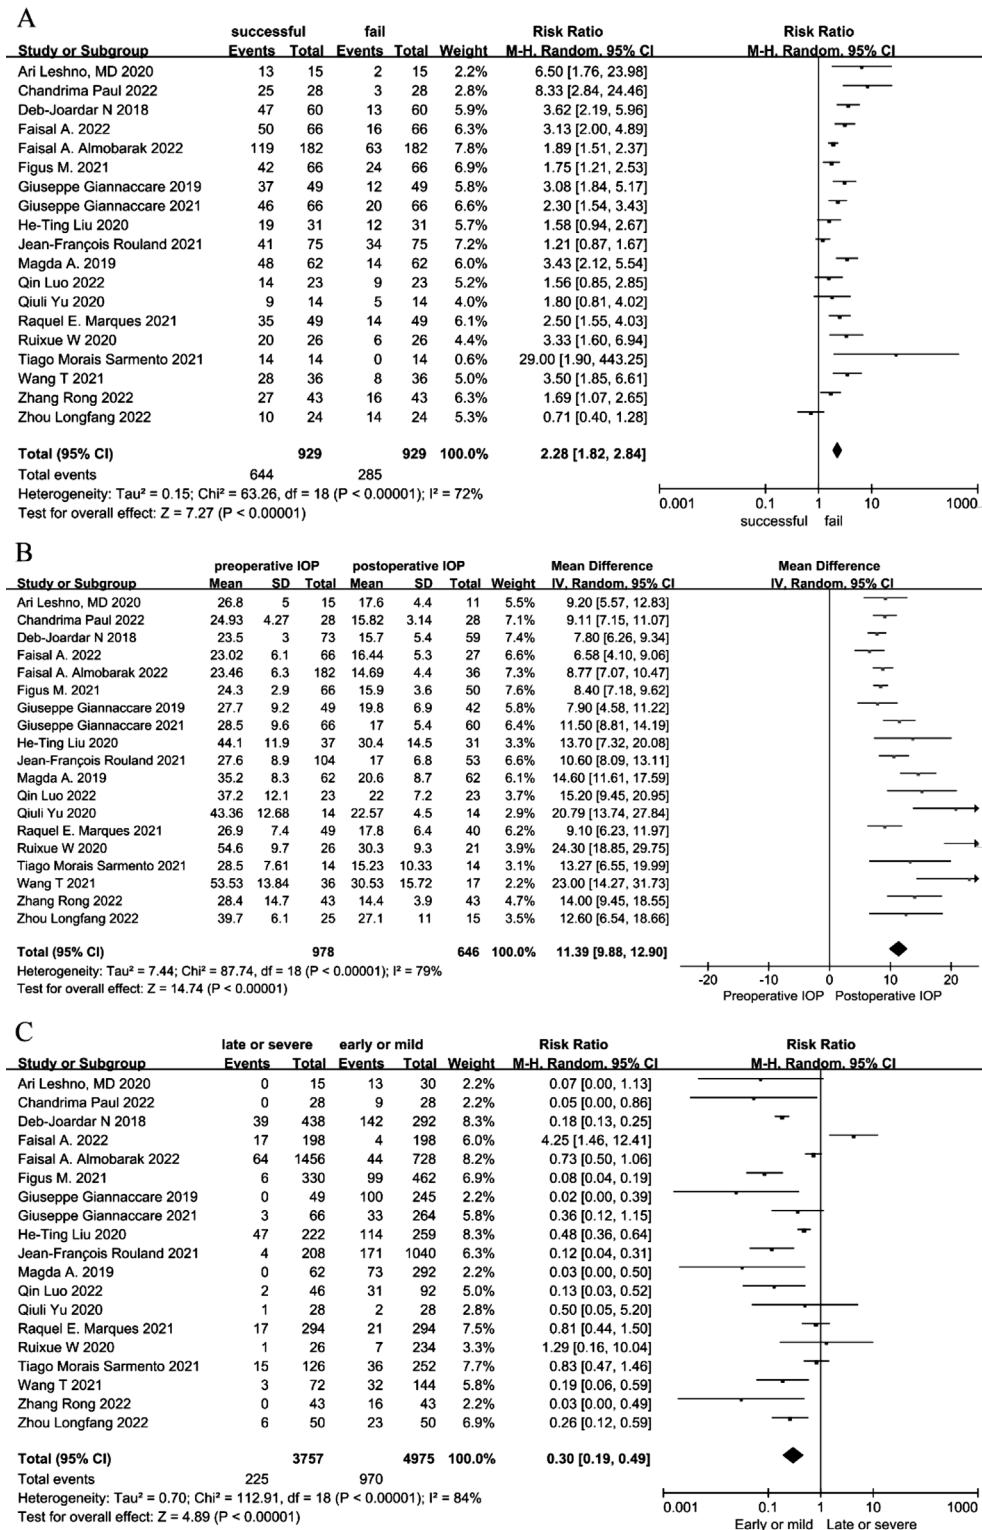 A
successful fail Risk Ratio Risk Ratio
Study or Subgroup Events Total Events Total Weight M-H, Random, 95% CI M-H, Random, 95% CI
Ari Leshno, MD 2020 13 15 2 15 2.2% 6.50 [1.76, 23.98]
Chandrima Paul 2022 25 28 3 28 2.8% 8.33 [2.84, 24.46]
Deb-Joardar N 2018 47 60 13 60 5.9% 3.62 [2.19, 5.96]
Faisal A. 2022 50 66 16 66 6.3% 3.13 [2.00, 4.89]
Faisal A. Almobarak 2022 119 182 63 182 7.8% 1.89 [1.51, 2.37]
Figus M. 2021 42 66 24 66 6.9% 1.75 [1.21, 2.53]
Giuseppe Giannaccare 2019 37 49 12 49 5.8% 3.08 [1.84, 5.17]
Giuseppe Giannaccare 2021 46 66 20 66 6.6% 2.30 [1.54, 3.43]
He-Ting Liu 2020 19 31 12 31 5.7% 1.58 [0.94, 2.67]
Jean-François Rouland 2021 41 75 34 75 7.2% 1.21 [0.87, 1.67]
Magda A. 2019 48 62 14 62 6.0% 3.43 [2.12, 5.54]
Qin Luo 2022 14 23 9 23 5.2% 1.56 [0.85, 2.85]
Qiuli Yu 2020 9 14 5 14 4.0% 1.80 [0.81, 4.02]
Raquel E. Marques 2021 35 49 14 49 6.1% 2.50 [1.55, 4.03]
Ruixue W 2020 20 26 6 26 4.4% 3.33 [1.60, 6.94]
Tiago Morais Sarmento 2021 14 14 0 14 0.6% 29.00 [1.90, 443.25]
Wang T 2021 28 36 8 36 5.0% 3.50 [1.85, 6.61]
Zhang Rong 2022 27 43 16 43 6.3% 1.69 [1.07, 2.65]
Zhou Longfang 2022 10 24 14 24 5.3% 0.71 [0.40, 1.28]
Total (95% CI) 929 929 100.0% 2.28 [1.82, 2.84]
Total events 644 285
Heterogeneity: Tau² = 0.15; Chi² = 63.26, df = 18 (P < 0.00001); I² = 72%
Test for overall effect: Z = 7.27 (P < 0.00001)
0.001 0.1 1 10 1000
successful fail
B
preoperative IOP postoperative IOP Mean Difference Mean Difference
Study or Subgroup Mean SD Total Mean SD Total Weight IV, Random, 95% CI IV, Random, 95% CI
Ari Leshno, MD 2020 26.8 5 15 17.6 4.4 11 5.5% 9.20 [5.57, 12.83]
Chandrima Paul 2022 24.93 4.27 28 15.82 3.14 28 7.1% 9.11 [7.15, 11.07]
Deb-Joardar N 2018 23.5 3 73 15.7 5.4 59 7.4% 7.80 [6.26, 9.34]
Faisal A. 2022 23.02 6.1 66 16.44 5.3 27 6.6% 6.58 [4.10, 9.06]
Faisal A. Almobarak 2022 23.46 6.3 182 14.69 4.4 36 7.3% 8.77 [7.07, 10.47]
Figus M. 2021 24.3 2.9 66 15.9 3.6 50 7.6% 8.40 [7.18, 9.62]
Giuseppe Giannaccare 2019 27.7 9.2 49 19.8 6.9 42 5.8% 7.90 [4.58, 11.22]
Giuseppe Giannaccare 2021 28.5 9.6 66 17 5.4 60 6.4% 11.50 [8.81, 14.19]
He-Ting Liu 2020 44.1 11.9 37 30.4 14.5 31 3.3% 13.70 [7.32, 20.08]
Jean-François Rouland 2021 27.6 8.9 104 17 6.8 53 6.6% 10.60 [8.09, 13.11]
Magda A. 2019 35.2 8.3 62 20.6 8.7 62 6.1% 14.60 [11.61, 17.59]
Qin Luo 2022 37.2 12.1 23 22 7.2 23 3.7% 15.20 [9.45, 20.95]
Qiuli Yu 2020 43.36 12.68 14 22.57 4.5 14 2.9% 20.79 [13.74, 27.84]
Raquel E. Marques 2021 26.9 7.4 49 17.8 6.4 40 6.2% 9.10 [6.23, 11.97]
Ruixue W 2020 54.6 9.7 26 30.3 9.3 21 3.9% 24.30 [18.85, 29.75]
Tiago Morais Sarmento 2021 28.5 7.61 14 15.23 10.33 14 3.1% 13.27 [6.55, 19.99]
Wang T 2021 53.53 13.84 36 30.53 15.72 17 2.2% 23.00 [14.27, 31.73]
Zhang Rong 2022 28.4 14.7 43 14.4 3.9 43 4.7% 14.00 [9.45, 18.55]
Zhou Longfang 2022 39.7 6.1 25 27.1 11 15 3.5% 12.60 [6.54, 18.66]
Total (95% CI) 978 646 100.0% 11.39 [9.88, 12.90]
Heterogeneity: Tau² = 7.44; Chi² = 87.74, df = 18 (P < 0.00001); I² = 79%
Test for overall effect: Z = 14.74 (P < 0.00001)
-20 -10 0 10 20
Preoperative IOP Postoperative IOP
C
late or severe early or mild Risk Ratio Risk Ratio
Study or Subgroup Events Total Events Total Weight M-H, Random, 95% CI M-H, Random, 95% CI
Ari Leshno, MD 2020 0 15 13 30 2.2% 0.07 [0.00, 1.13]
Chandrima Paul 2022 0 28 9 28 2.2% 0.05 [0.00, 0.86]
Deb-Joardar N 2018 39 438 142 292 8.3% 0.18 [0.13, 0.25]
Faisal A. 2022 17 198 4 198 6.0% 4.25 [1.46, 12.41]
Faisal A. Almobarak 2022 64 1456 44 728 8.2% 0.73 [0.50, 1.06]
Figus M. 2021 6 330 99 462 6.9% 0.08 [0.04, 0.19]
Giuseppe Giannaccare 2019 0 49 100 245 2.2% 0.02 [0.00, 0.39]
Giuseppe Giannaccare 2021 3 66 33 264 5.8% 0.36 [0.12, 1.15]
He-Ting Liu 2020 47 222 114 259 8.3% 0.48 [0.36, 0.64]
Jean-François Rouland 2021 4 208 171 1040 6.3% 0.12 [0.04, 0.31]
Magda A. 2019 0 62 73 292 2.2% 0.03 [0.00, 0.50]
Qin Luo 2022 2 46 31 92 5.0% 0.13 [0.03, 0.52]
Qiuli Yu 2020 1 28 2 28 2.8% 0.50 [0.05, 5.20]
Raquel E. Marques 2021 17 294 21 294 7.5% 0.81 [0.44, 1.50]
Ruixue W 2020 1 26 7 234 3.3% 1.29 [0.16, 10.04]
Tiago Morais Sarmento 2021 15 126 36 252 7.7% 0.83 [0.47, 1.46]
Wang T 2021 3 72 32 144 5.8% 0.19 [0.06, 0.59]
Zhang Rong 2022 0 43 16 43 2.2% 0.03 [0.00, 0.49]
Zhou Longfang 2022 6 50 23 50 6.9% 0.26 [0.12, 0.59]
Total (95% CI) 3757 4975 100.0% 0.30 [0.19, 0.49]
Total events 225 970
Heterogeneity: Tau² = 0.70; Chi² = 112.91, df = 18 (P < 0.00001); I² = 84%
Test for overall effect: Z = 4.89 (P < 0.00001)
0.001 0.1 1 10 1000
Early or mild Late or severe